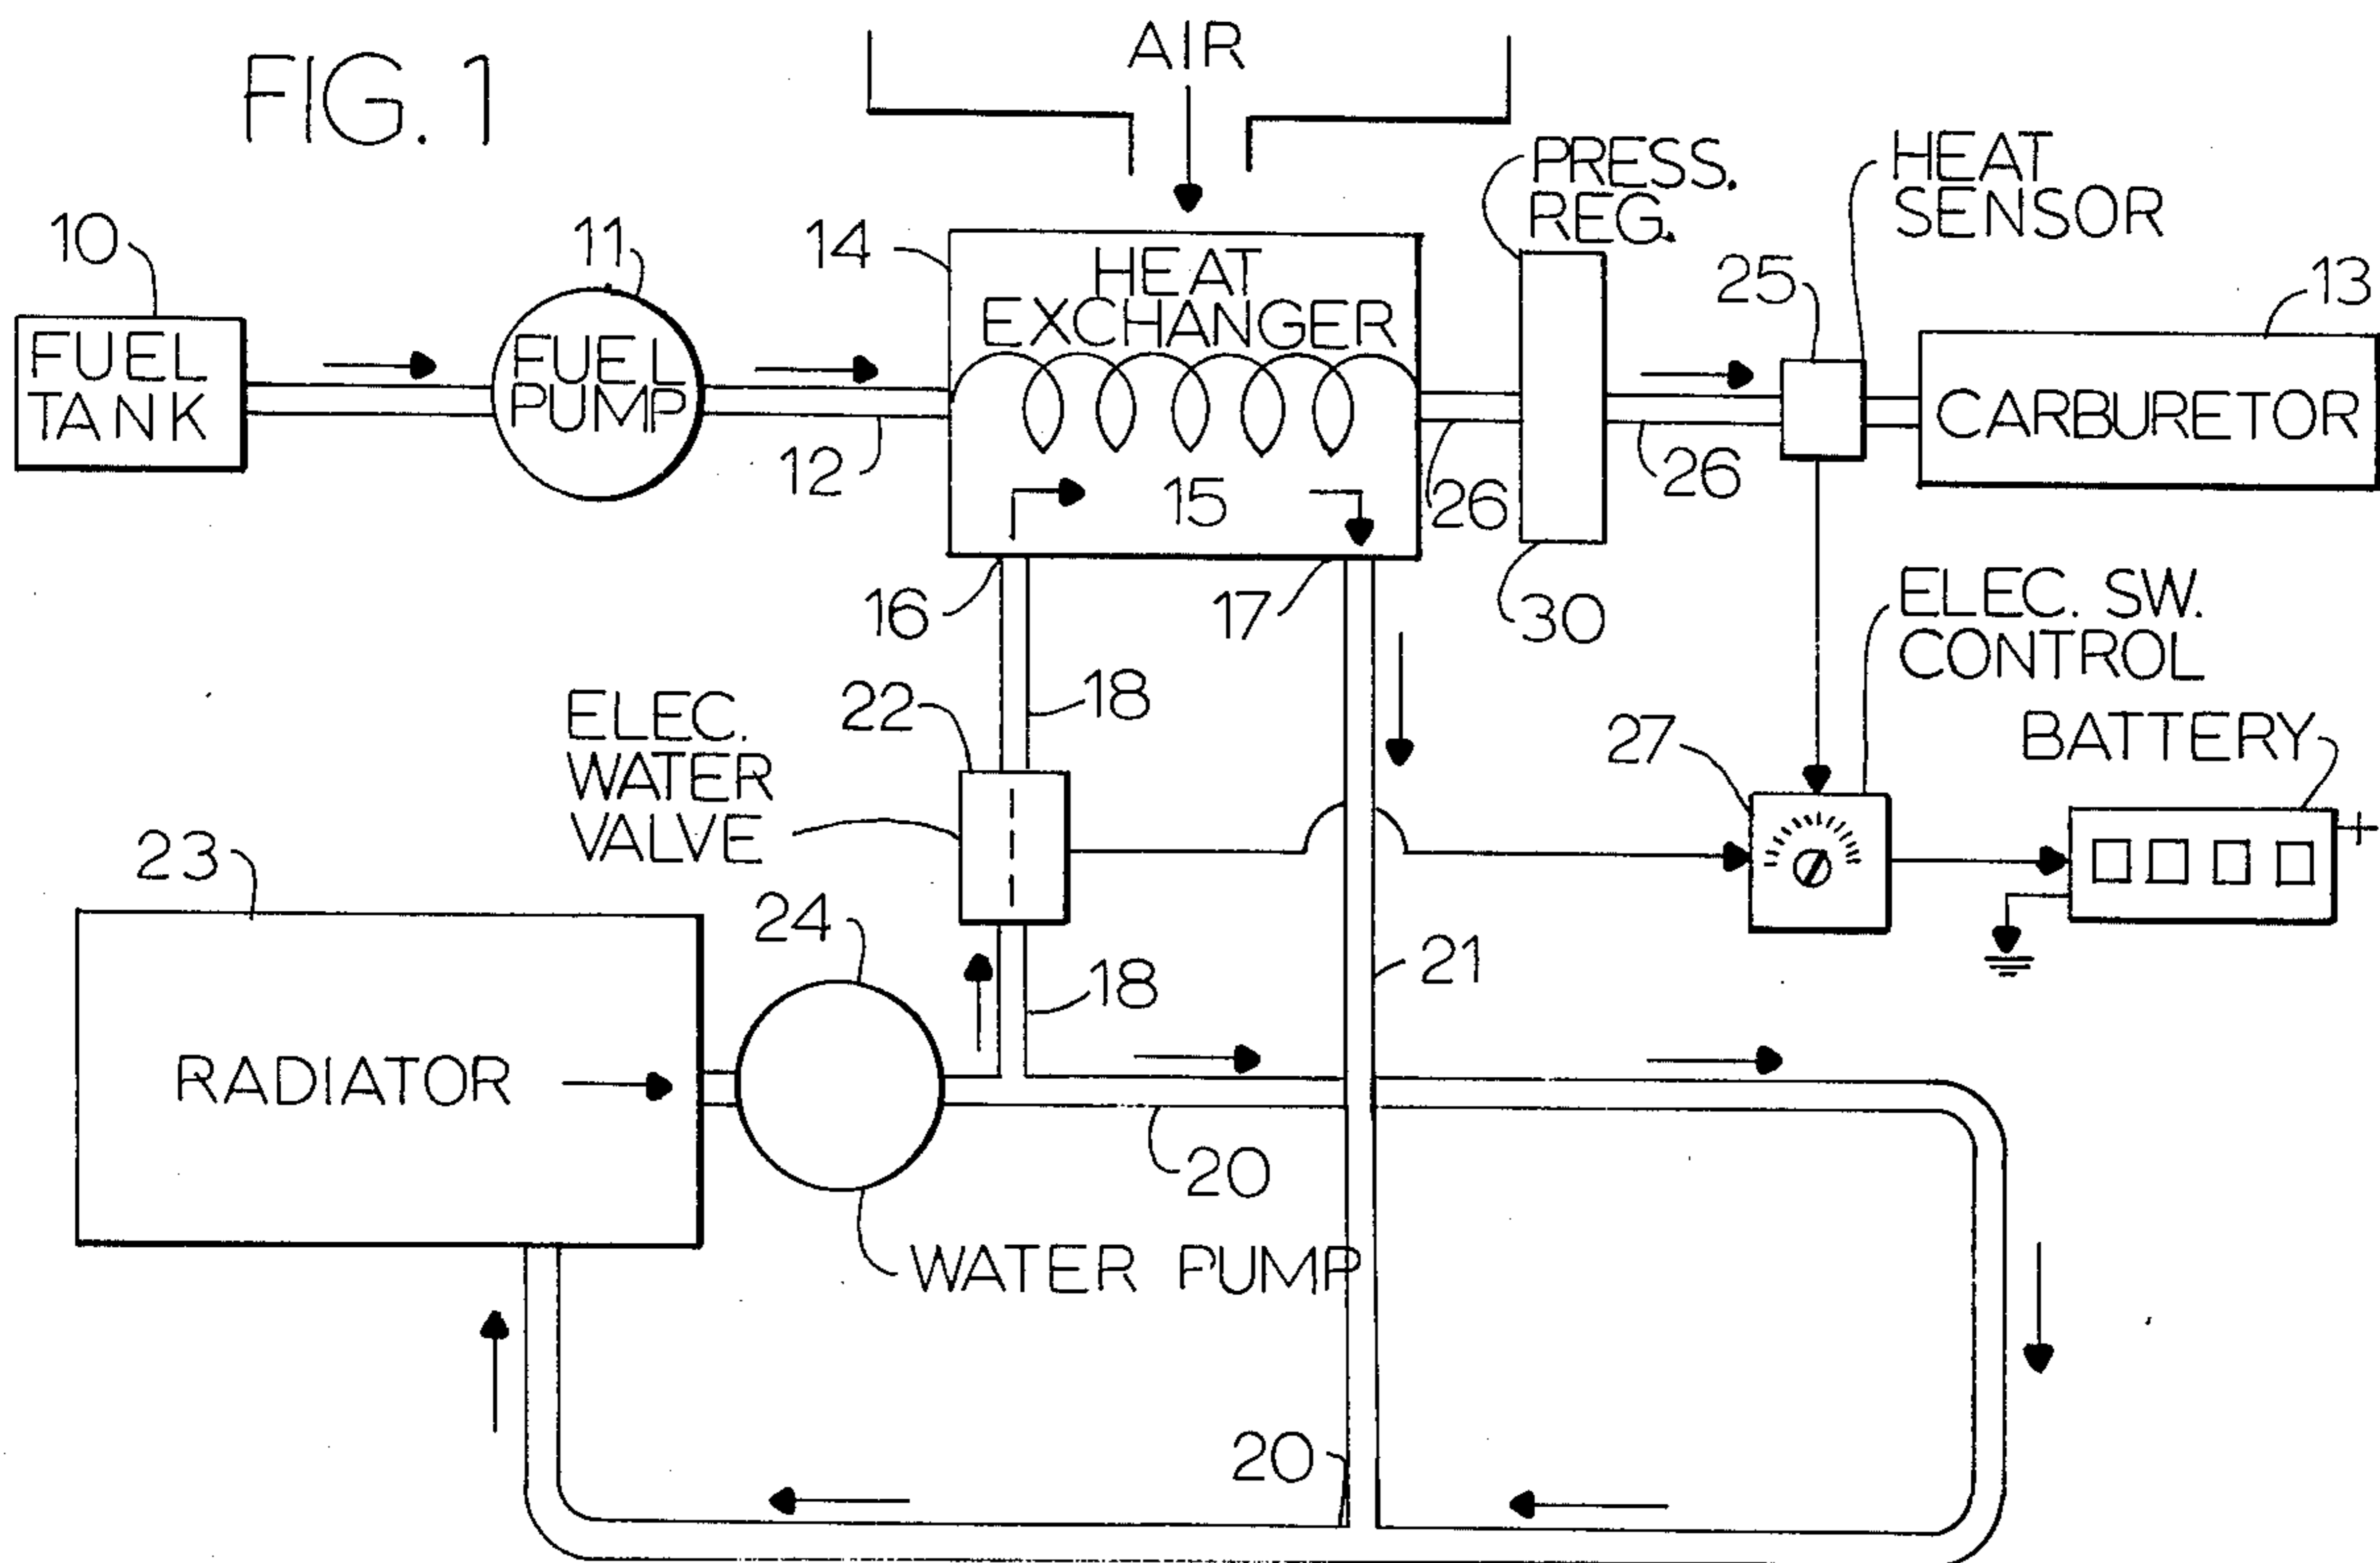 FIG. 1
AIR
PRESS.
REG.
HEAT
SENSOR
10
11
14
25
13
FUEL
TANK
FUEL
PUMP
HEAT
EXCHANGER
CARBURETOR
12
15
26
26
16
17
30
ELEC. SW.
CONTROL
ELEC.
WATER
VALVE
22
18
27
BATTERY
+
23
24
18
21
RADIATOR
20
WATER PUMP
20